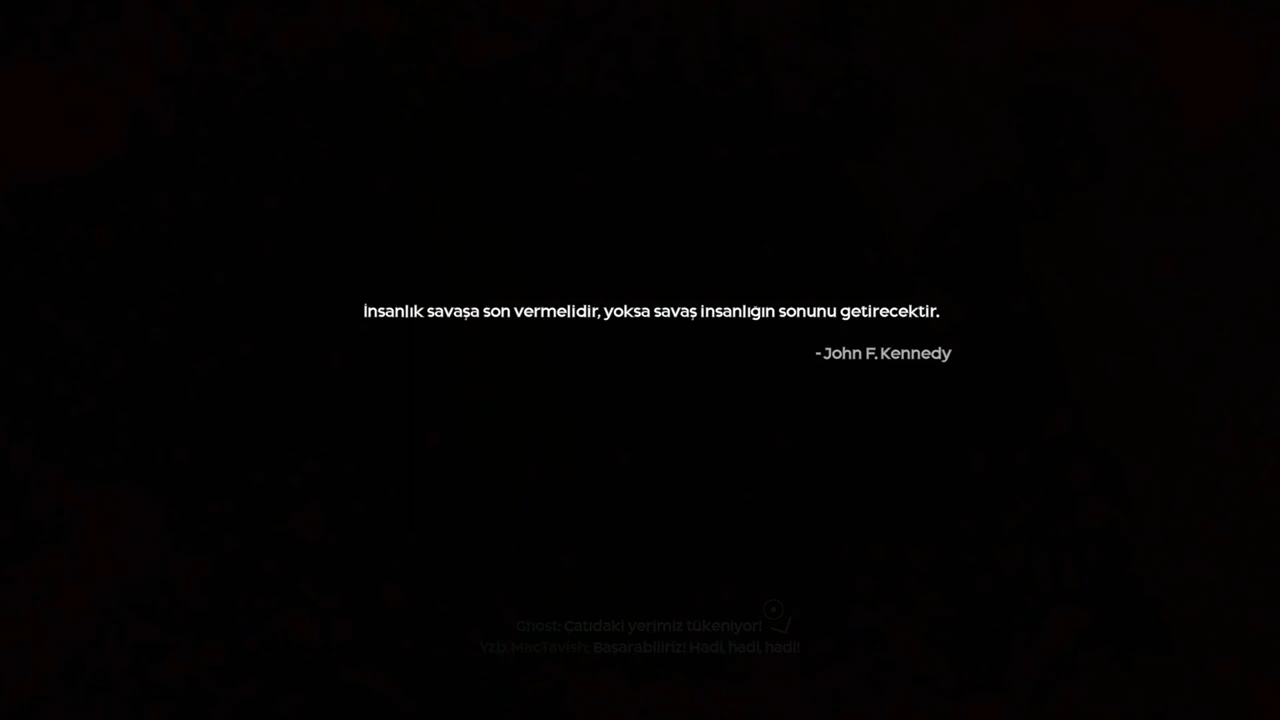 İnsanlık savaşa son vermelidir, yoksa savaş insanlığın sonunu getirecektir.
- John F. Kennedy
Ghost: Çatıdaki yerimiz tükeniyor!
Yzb. MacTavish: Başarabiliriz! Hadi, hadi, hadi!